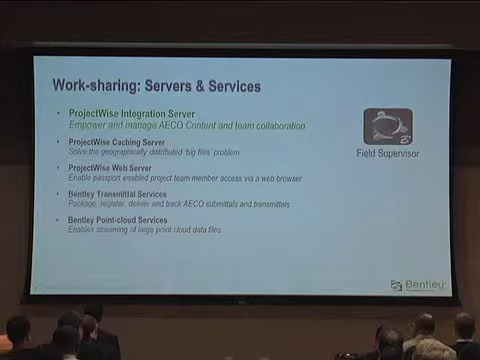 Work-sharing: Servers & Services
• ProjectWise Integration Server
Empower and manage AECO Content and team collaboration
• ProjectWise Caching Server
Solve the geographically distributed 'big files' problem
• ProjectWise Web Server
Enable passport enabled project team member access via a web browser
• Bentley Transmittal Services
Package, register, deliver and track AECO submittals and transmittals
• Bentley Point-cloud Services
Enables streaming of large point cloud data files
Field Supervisor
Bentley